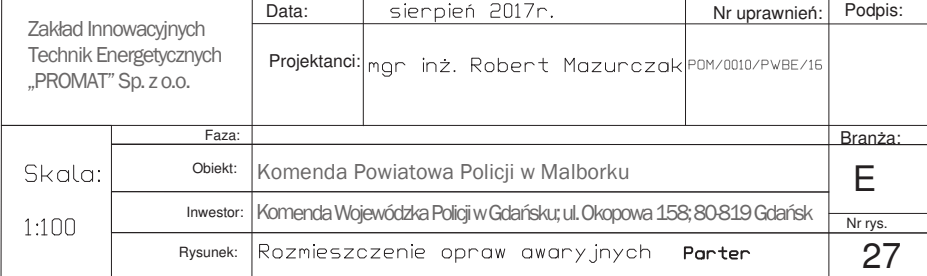 Zakład Innowacyjnych
Technik Energetycznych
„PROMAT” Sp. z o.o.
Data: sierpień 2017r. Nr uprawnień: Podpis:
Projektanci: mgr inż. Robert Mazurczak POM/0010/PWBE/16
Skala:
1:100
Faza:
Obiekt: Komenda Powiatowa Policji w Malborku
Inwestor: Komenda Wojewódzka Policji w Gdańsku; ul. Okopowa 158; 80-819 Gdańsk
Rysunek: Rozmieszczenie opraw awaryjnych Parter
Branża:
E
Nr rys.
27